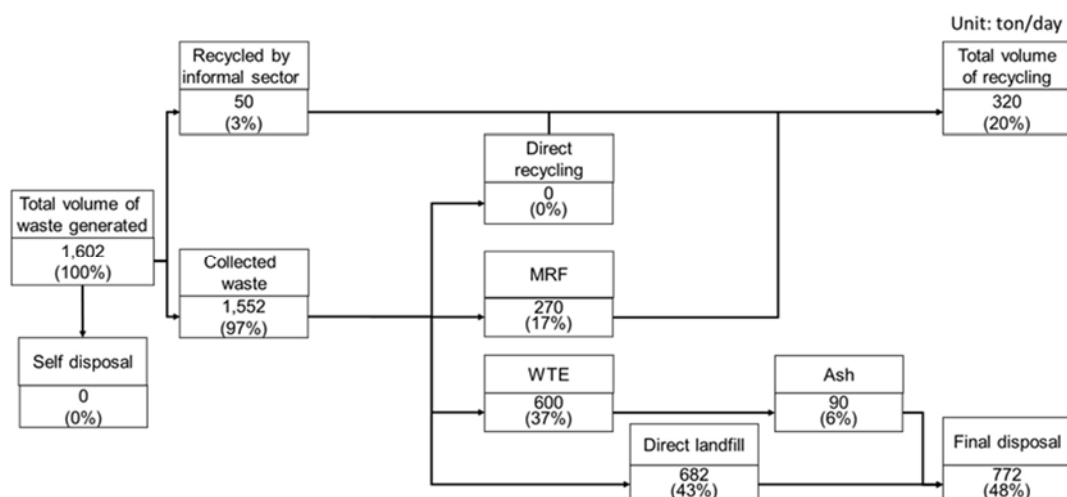 Unit: ton/day
Recycled by
informal sector
50
(3%)
Total volume
of recycling
320
(20%)
Direct
recycling
0
(0%)
Total volume of
waste generated
1,602
(100%)
Collected
waste
1,552
(97%)
MRF
270
(17%)
Self disposal
0
(0%)
WTE
600
(37%)
Ash
90
(6%)
Direct landfill
682
(43%)
Final disposal
772
(48%)